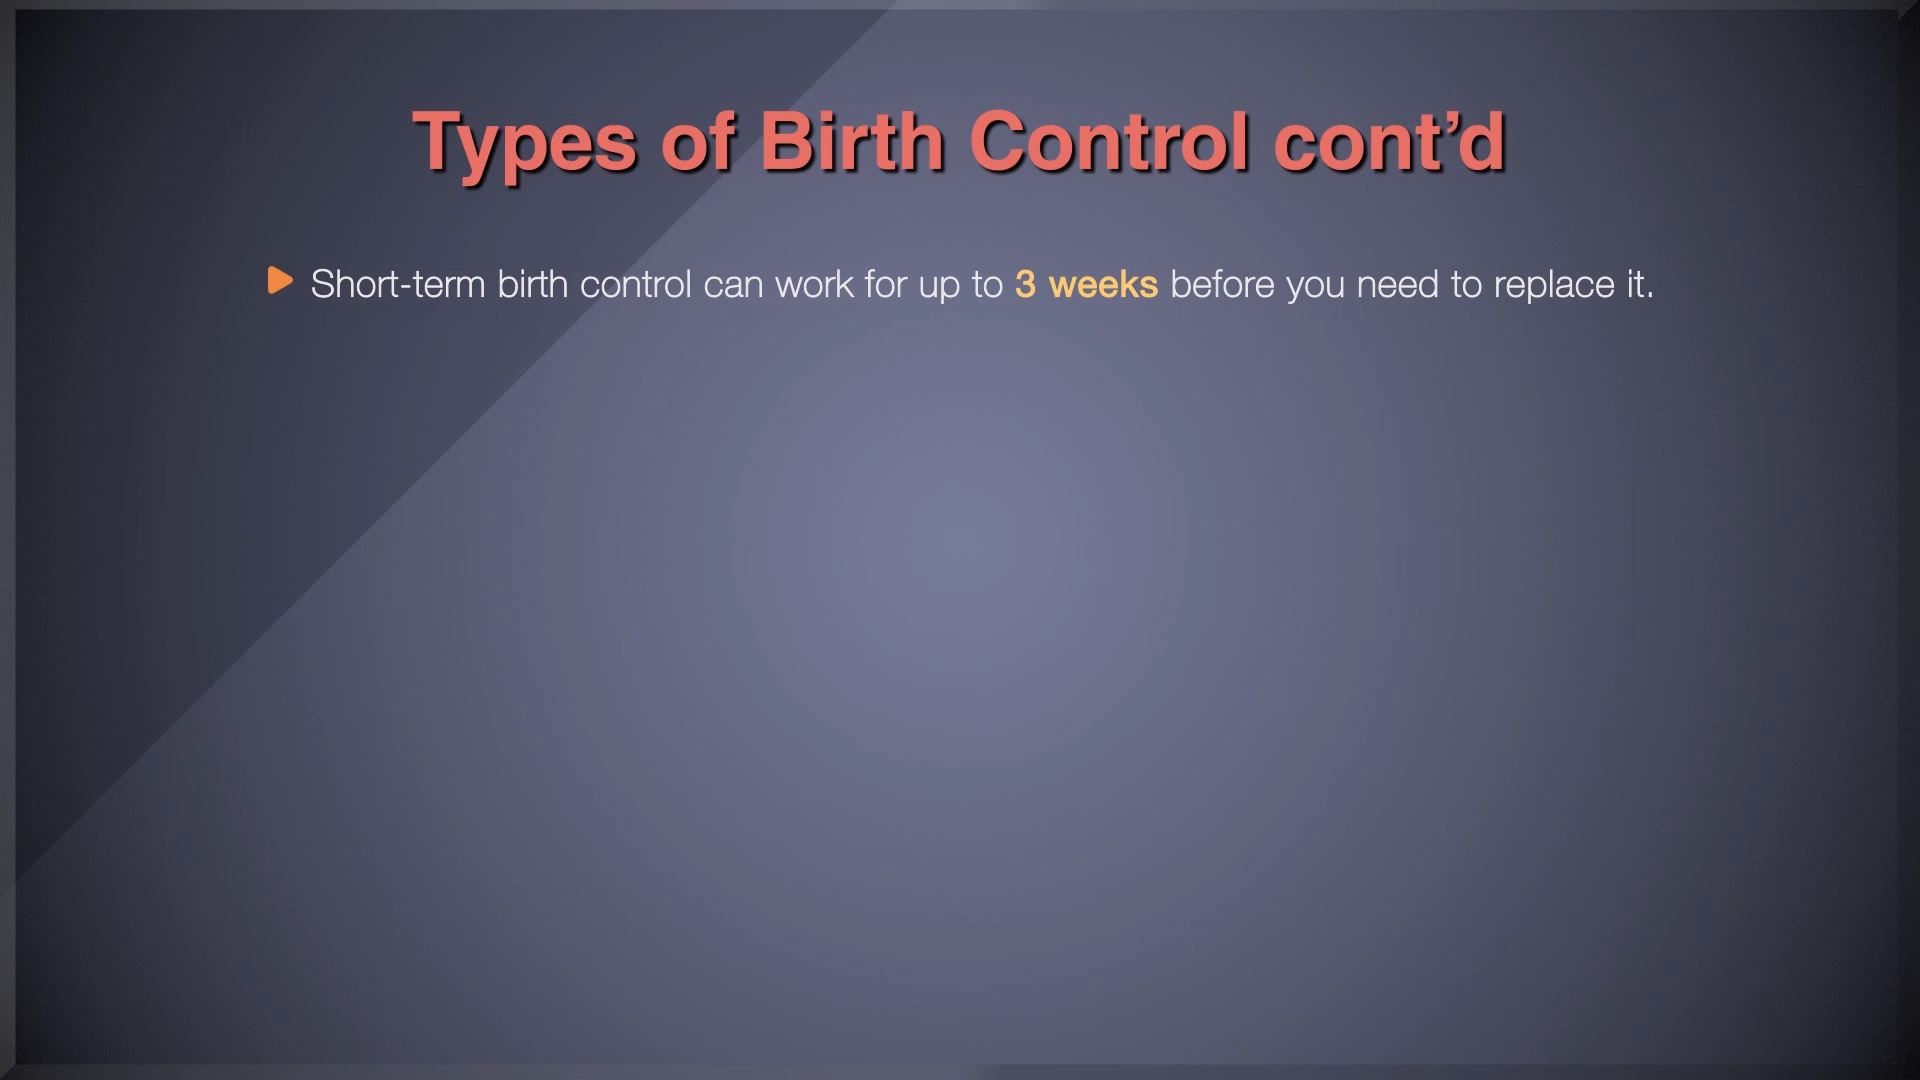 Types of Birth Control cont’d
Short-term birth control can work for up to 3 weeks before you need to replace it.